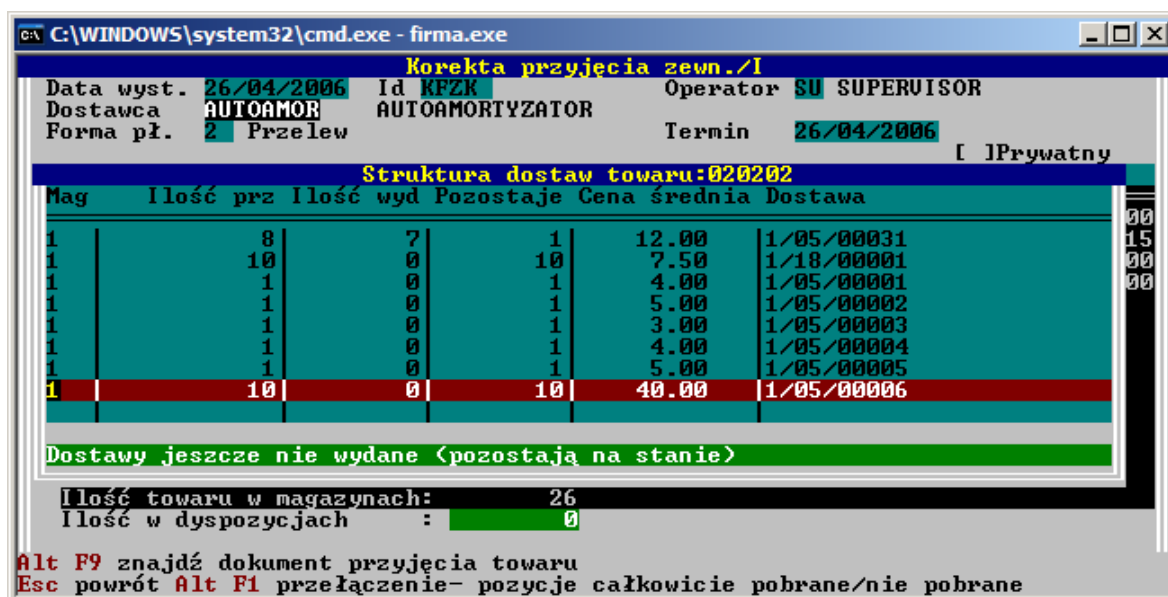 C:\WINDOWS\system32\cmd.exe - firma.exe
Korekta przyjęcia zewn./I
Data wyst. 26/04/2006 Id KFZK Operator SU SUPERVISOR
Dostawca AUTOAMOR AUTOAMORTYZATOR
Forma pł. 2 Przelew Termin 26/04/2006
[ ]Prywatny
Struktura dostaw towaru:020202
Mag Ilość prz Ilość wyd Pozostaje Cena średnia Dostawa
00
1 8 7 1 12.00 1/05/00031 15
1 10 0 10 7.50 1/18/00001 00
1 1 0 1 4.00 1/05/00001 00
1 1 0 1 5.00 1/05/00002
1 1 0 1 3.00 1/05/00003
1 1 0 1 4.00 1/05/00004
1 1 0 1 5.00 1/05/00005
1 10 0 10 40.00 1/05/00006
Dostawy jeszcze nie wydane (pozostają na stanie)
Ilość towaru w magazynach: 26
Ilość w dyspozycjach : 0
Alt F9 znajdź dokument przyjęcia towaru
Esc powrót Alt F1 przełączenie- pozycje całkowicie pobrane/nie pobrane